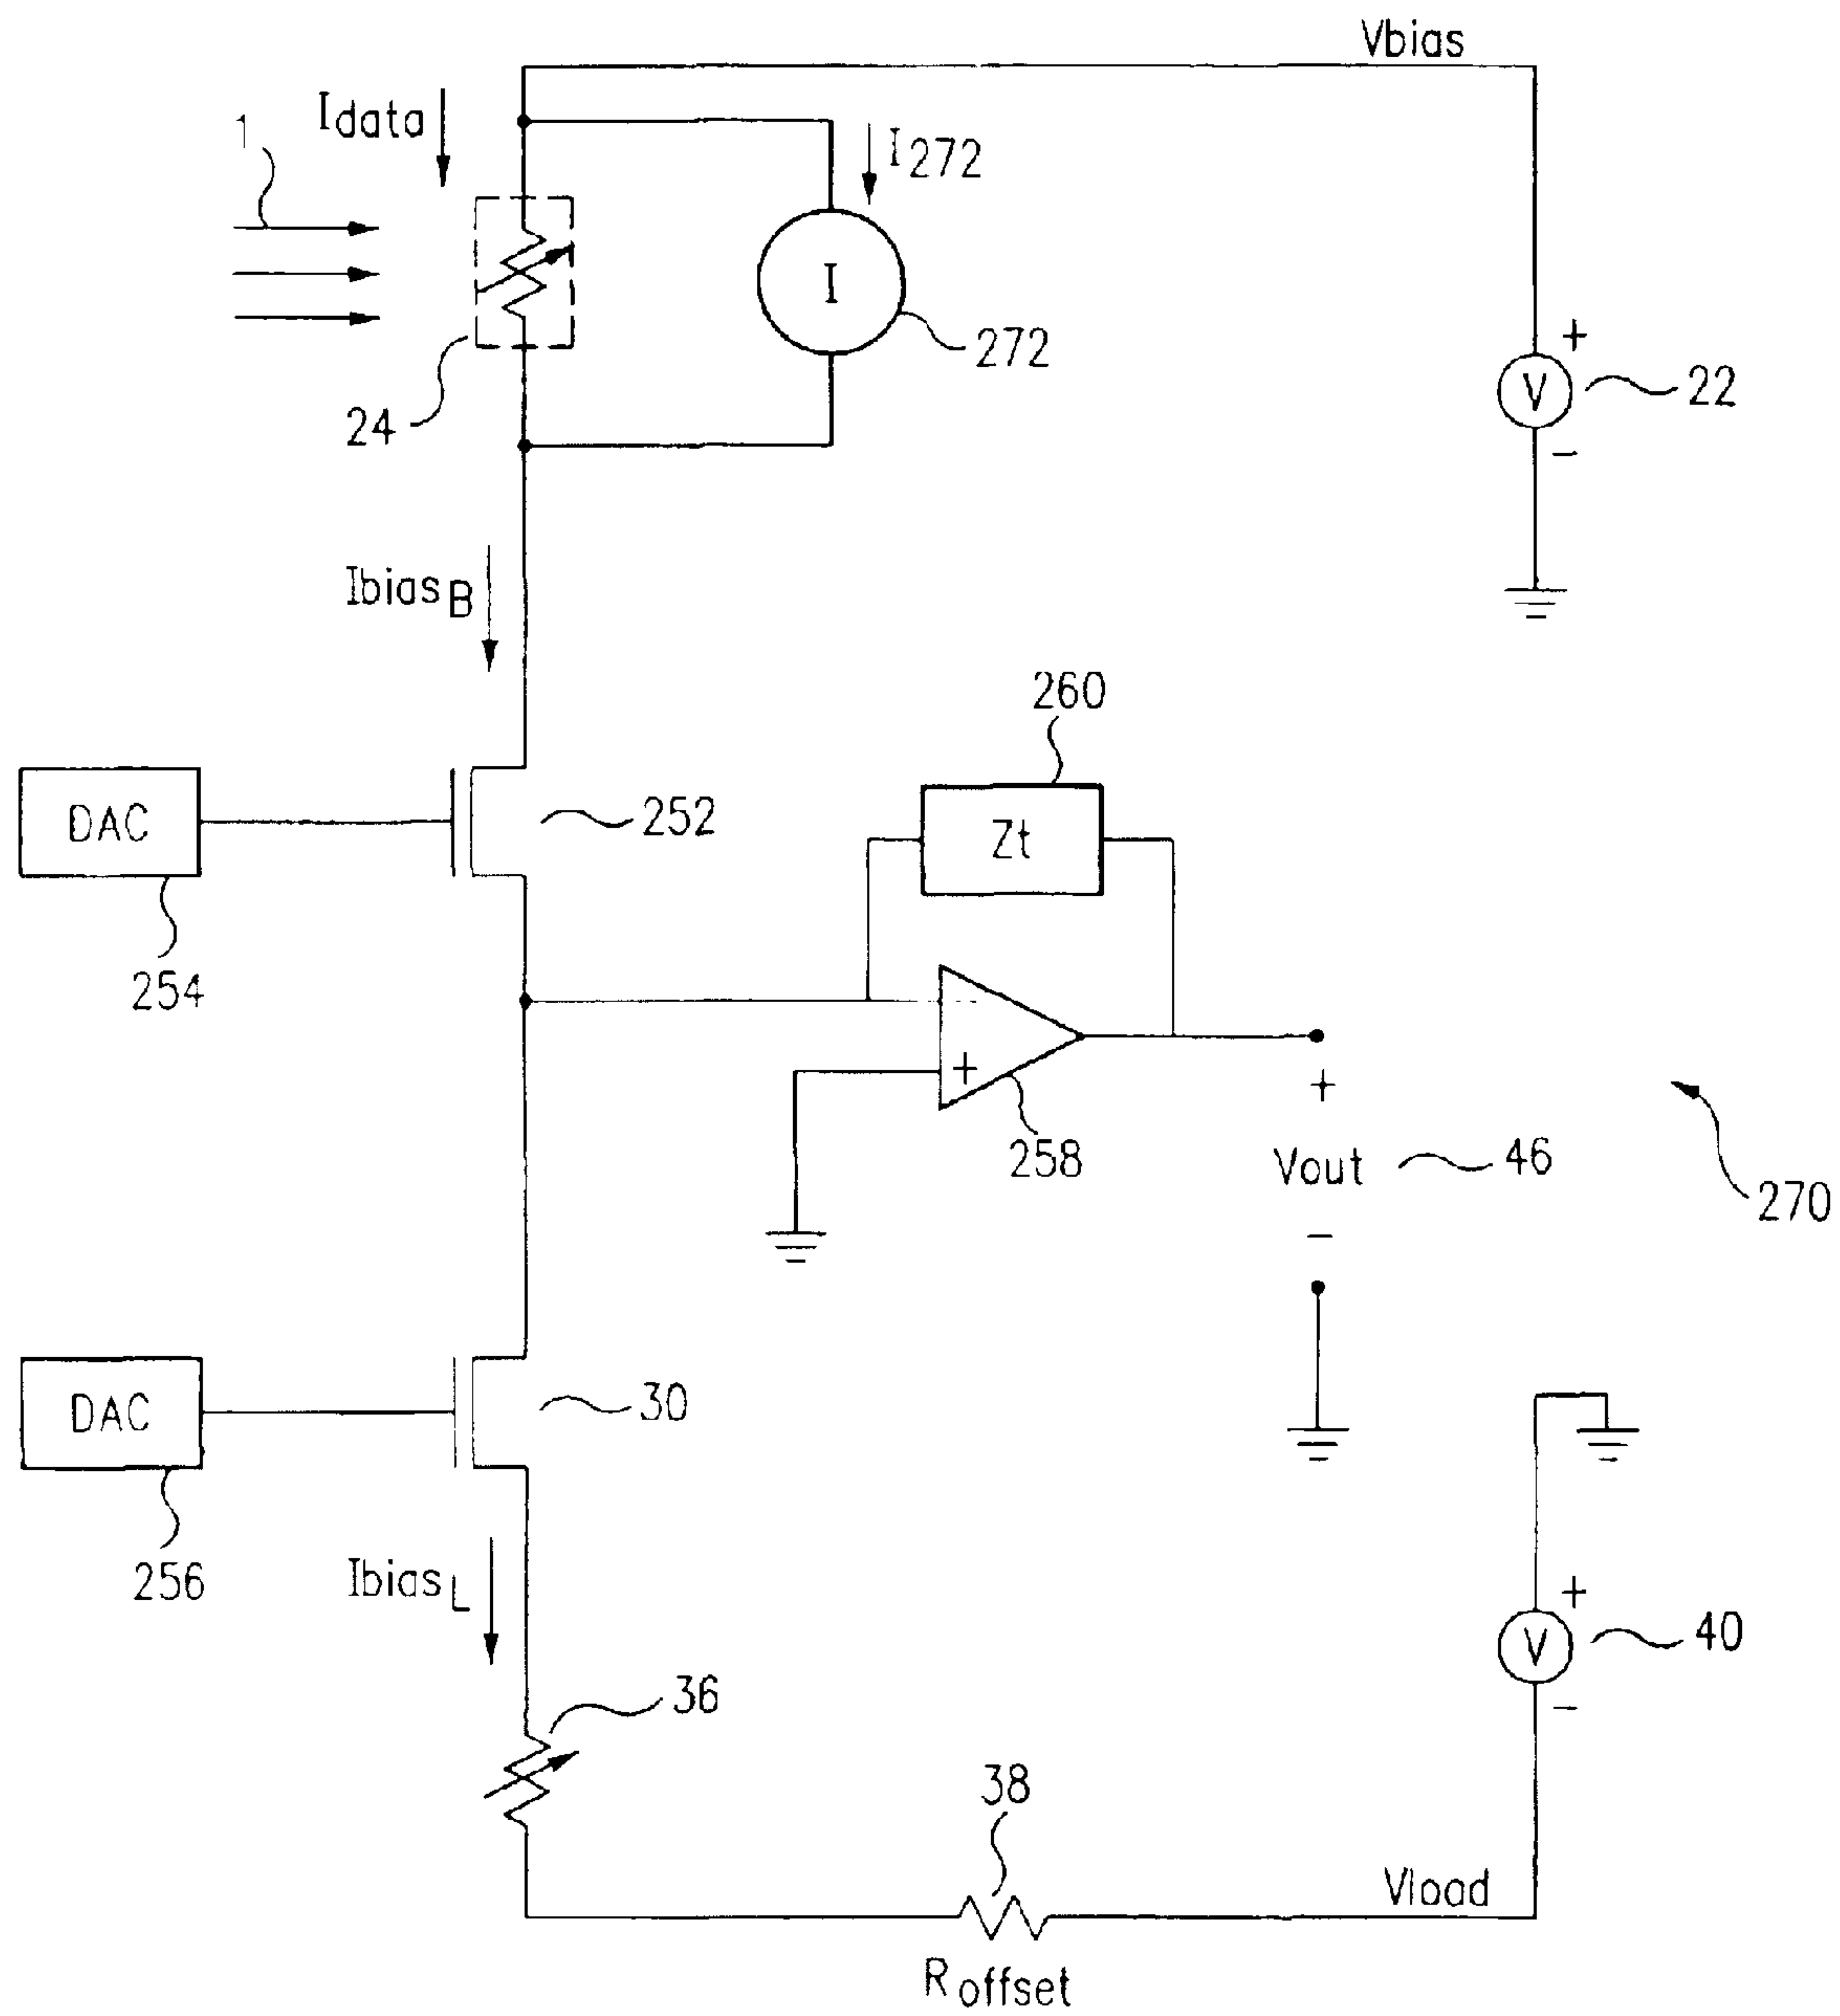 Vbias
Idata
1
I272
I
272
24
+
V
22
−
IbiasB
260
DAC
252
Zt
254
−
+
258
+
Vout
46
−
270
DAC
30
256
IbiasL
+
V
40
−
36
38
Vload
Roffset